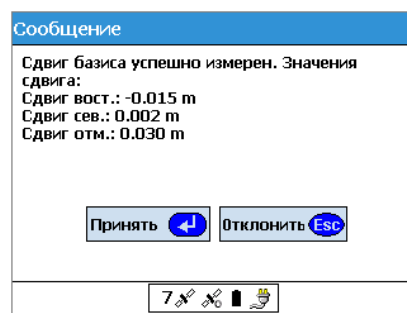 Сообщение
Сдвиг базиса успешно измерен. Значения
сдвига:
Сдвиг вост.: -0.015 m
Сдвиг сев.: 0.002 m
Сдвиг отм.: 0.030 m
Принять Отклонить Esc
7